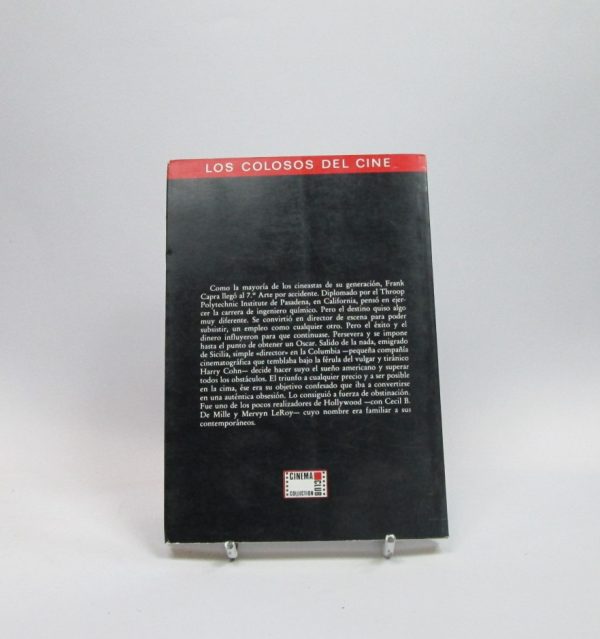 LOS COLOSOS DEL CINE
Como la mayoría de los cineastas de su generación, Frank
Capra llegó al 7.º Arte por accidente. Diplomado por el Throop
Polytechnic Institute de Pasadena, en California, pensó en ejer-
cer la carrera de ingeniero químico. Pero el destino quiso algo
muy diferente. Se convirtió en director de escena para poder
subsistir, un empleo como cualquier otro. Pero el éxito y el
dinero influyeron para que continuase. Persevera y se impone
hasta el punto de obtener un Oscar. Salido de la nada, emigrado
de Sicilia, simple «director» en la Columbia —pequeña compañía
cinematográfica que temblaba bajo la férula del vulgar y tiránico
Harry Cohn— decide hacer suyo el sueño americano y superar
todos los obstáculos. El triunfo a cualquier precio y a ser posible
en la cima, ése era su objetivo confesado que iba a convertirse
en una auténtica obsesión. Lo consiguió a fuerza de obstinación.
Fue uno de los pocos realizadores de Hollywood —con Cecil B.
De Mille y Mervyn LeRoy— cuyo nombre era familiar a sus
contemporáneos.
CINEMA
CLUB
COLLECTION